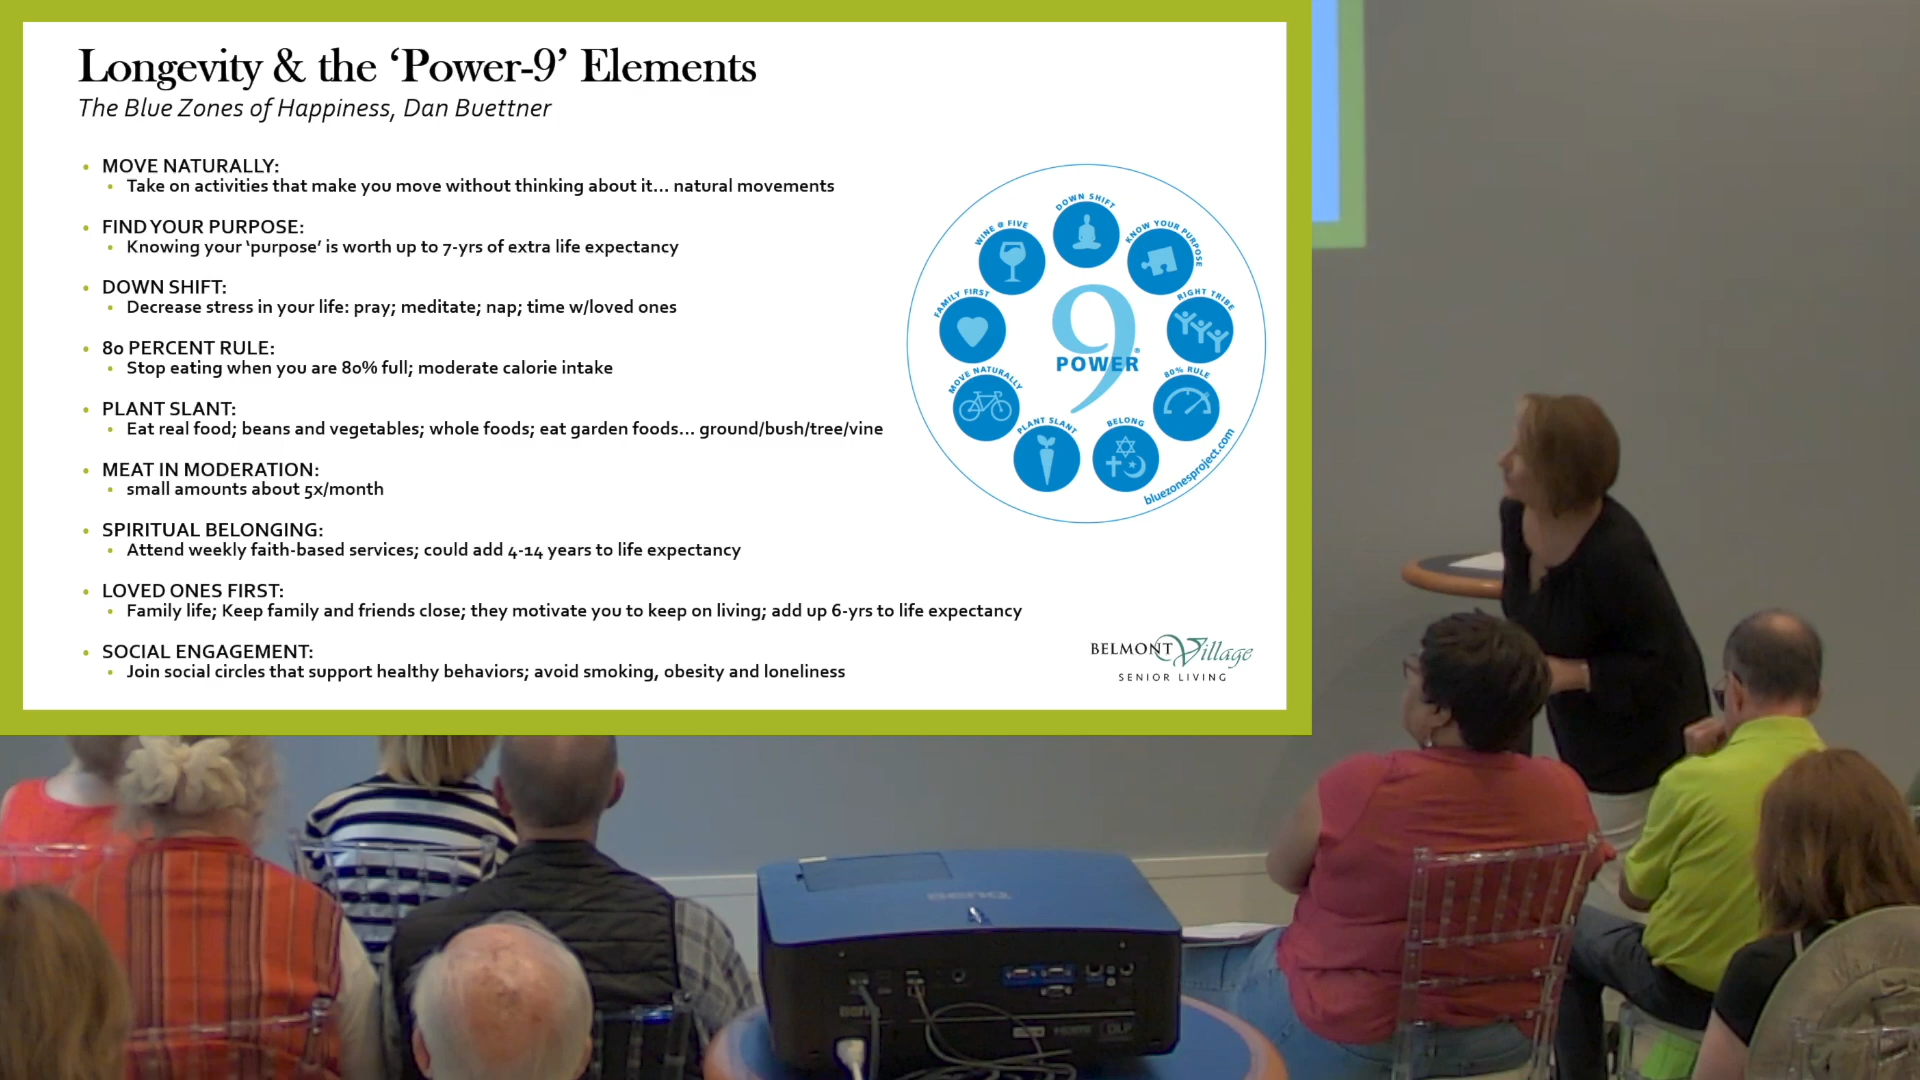 Longevity & the ‘Power-9’ Elements
The Blue Zones of Happiness, Dan Buettner
• MOVE NATURALLY:
• Take on activities that make you move without thinking about it... natural movements
• FIND YOUR PURPOSE:
• Knowing your ‘purpose’ is worth up to 7-yrs of extra life expectancy
• DOWN SHIFT:
• Decrease stress in your life: pray; meditate; nap; time w/loved ones
• 80 PERCENT RULE:
• Stop eating when you are 80% full; moderate calorie intake
• PLANT SLANT:
• Eat real food; beans and vegetables; whole foods; eat garden foods... ground/bush/tree/vine
• MEAT IN MODERATION:
• small amounts about 5x/month
• SPIRITUAL BELONGING:
• Attend weekly faith-based services; could add 4-14 years to life expectancy
• LOVED ONES FIRST:
• Family life; Keep family and friends close; they motivate you to keep on living; add up 6-yrs to life expectancy
• SOCIAL ENGAGEMENT:
• Join social circles that support healthy behaviors; avoid smoking, obesity and loneliness
DOWN SHIFT
KNOW YOUR PURPOSE
RIGHT TRIBE
80% RULE
BELONG
PLANT SLANT
MOVE NATURALLY
FAMILY FIRST
WINE @ FIVE
9®
POWER
bluezonesproject.com
BELMONT Village
SENIOR LIVING
BenQ
BenQ
HDMI
DLP